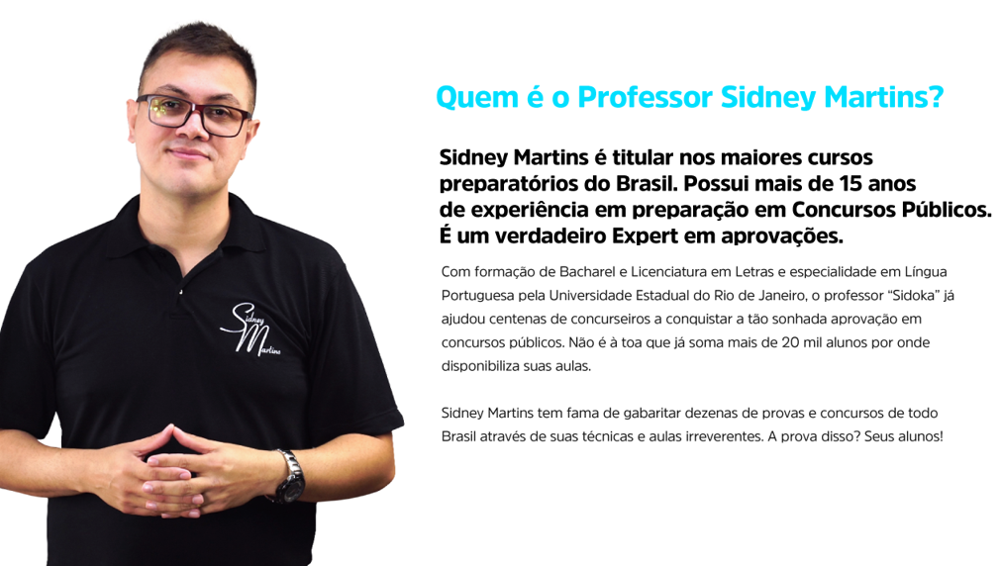 Quem é o Professor Sidney Martins?
Sidney Martins é titular nos maiores cursos
preparatórios do Brasil. Possui mais de 15 anos
de experiência em preparação em Concursos Públicos.
É um verdadeiro Expert em aprovações.
Com formação de Bacharel e Licenciatura em Letras e especialidade em Língua
Portuguesa pela Universidade Estadual do Rio de Janeiro, o professor “Sidoka” já
ajudou centenas de concurseiros a conquistar a tão sonhada aprovação em
concursos públicos. Não é à toa que já soma mais de 20 mil alunos por onde
disponibiliza suas aulas.
Sidney Martins tem fama de gabaritar dezenas de provas e concursos de todo
Brasil através de suas técnicas e aulas irreverentes. A prova disso? Seus alunos!
Sidney
Martins